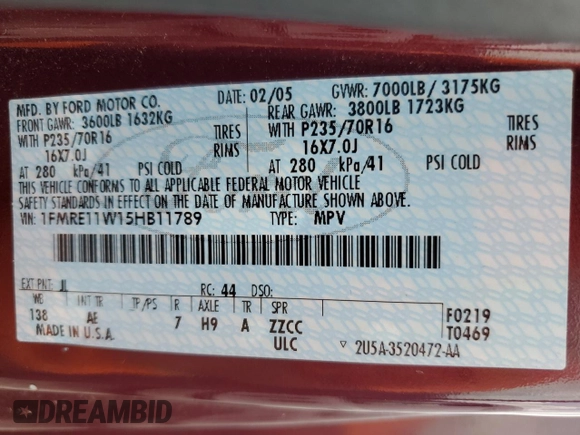 MFD. BY FORD MOTOR CO.
DATE: 02/05
GVWR: 7000LB/ 3175KG
FRONT GAWR: 3600LB 1632KG
REAR GAWR: 3800LB 1723KG
WITH P235/70R16 TIRES
WITH P235/70R16 TIRES
16X7.0J RIMS
16X7.0J RIMS
AT 280 kPa/41 PSI COLD
AT 280 kPa/41 PSI COLD
THIS VEHICLE CONFORMS TO ALL APPLICABLE FEDERAL MOTOR VEHICLE
SAFETY STANDARDS IN EFFECT ON THE DATE OF MANUFACTURE SHOWN ABOVE.
VIN: 1FMRE11W15HB11789
TYPE: MPV
EXT PNT: JL
RC: 44 DSO:
WB INT TR TP/PS R AXLE TR SPR
138 AE 7 H9 A ZZCC
ULC
F0219
T0469
MADE IN U.S.A.
▽ 2U5A-3520472-AA
DREAMBID